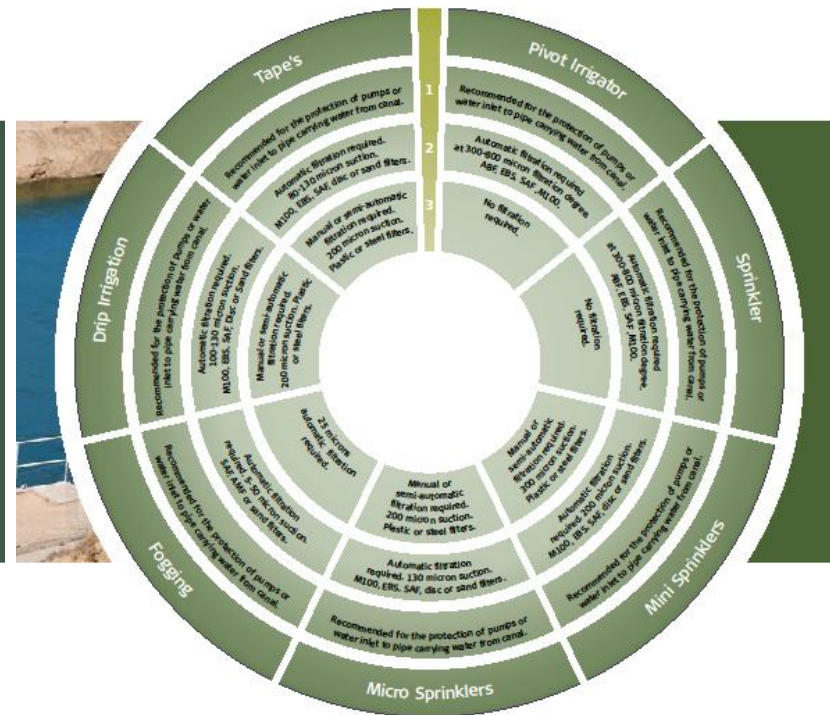 1
2
3
Pivot Irrigator
Recommended for the protection of pumps or
water inlet to pipe carrying water from canal.
Automatic filtration required
at 300-800 micron filtration degree.
ABF, EBS, SAF ,M100.
No filtration
required.
Sprinkler
Recommended for the protection of pumps or
water inlet to pipe carrying water from canal.
Automatic filtration required
at 300-800 micron filtration degree.
ABF, EBS, SAF ,M100.
No filtration
required.
Mini Sprinklers
Recommended for the protection of pumps or
water inlet to pipe carrying water from canal.
Automatic filtration
required. 200 micron suction.
M100, EBS, SAF, disc or sand filters.
Manual or
semi-automatic
filtration required.
300 micron suction.
Plastic or steel filters.
Micro Sprinklers
Recommended for the protection of pumps or
water inlet to pipe carrying water from canal.
Automatic filtration
required. 130 micron suction.
M100, EBS, SAF, disc or sand filters.
Manual or
semi-automatic
filtration required.
200 micron suction.
Plastic or steel filters.
Fogging
Recommended for the protection of pumps or
water inlet to pipe carrying water from canal.
Automatic filtration
required. 5-50 micron suction.
SAF, AMF or sand filters.
25 microns
automatic filtration
required.
Drip Irrigation
Recommended for the protection of pumps or water
inlet to pipe carrying water from canal.
Automatic filtration required.
100-130 micron suction.
M100, EBS, SAF, Disc or Sand filters.
Manual or semi-automatic
filtration required.
200 micron suction. Plastic
or steel filters.
Tape's
Recommended for the protection of pumps or
water inlet to pipe carrying water from canal.
Automatic filtration required.
80-130 micron suction.
M100, EBS, SAF, disc or sand filters.
Manual or semi-automatic
filtration required.
200 micron suction.
Plastic or steel filters.